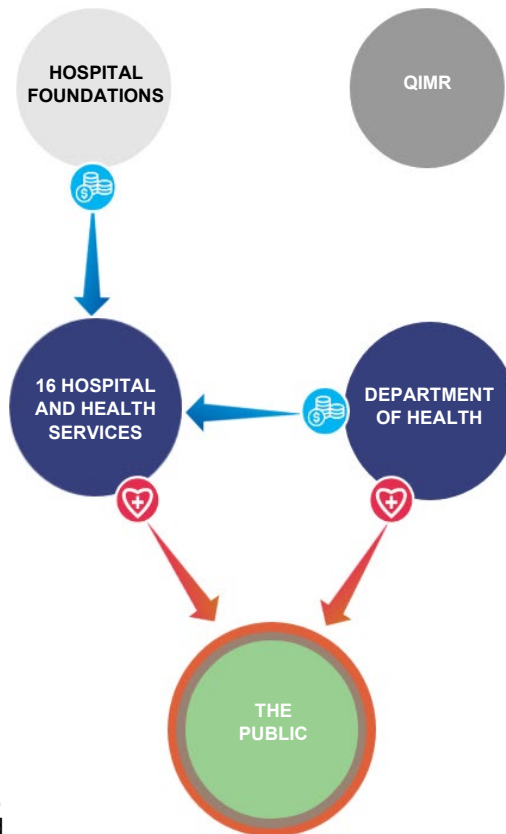 HOSPITAL
FOUNDATIONS
QIMR
16 HOSPITAL
AND HEALTH
SERVICES
DEPARTMENT
OF HEALTH
THE
PUBLIC